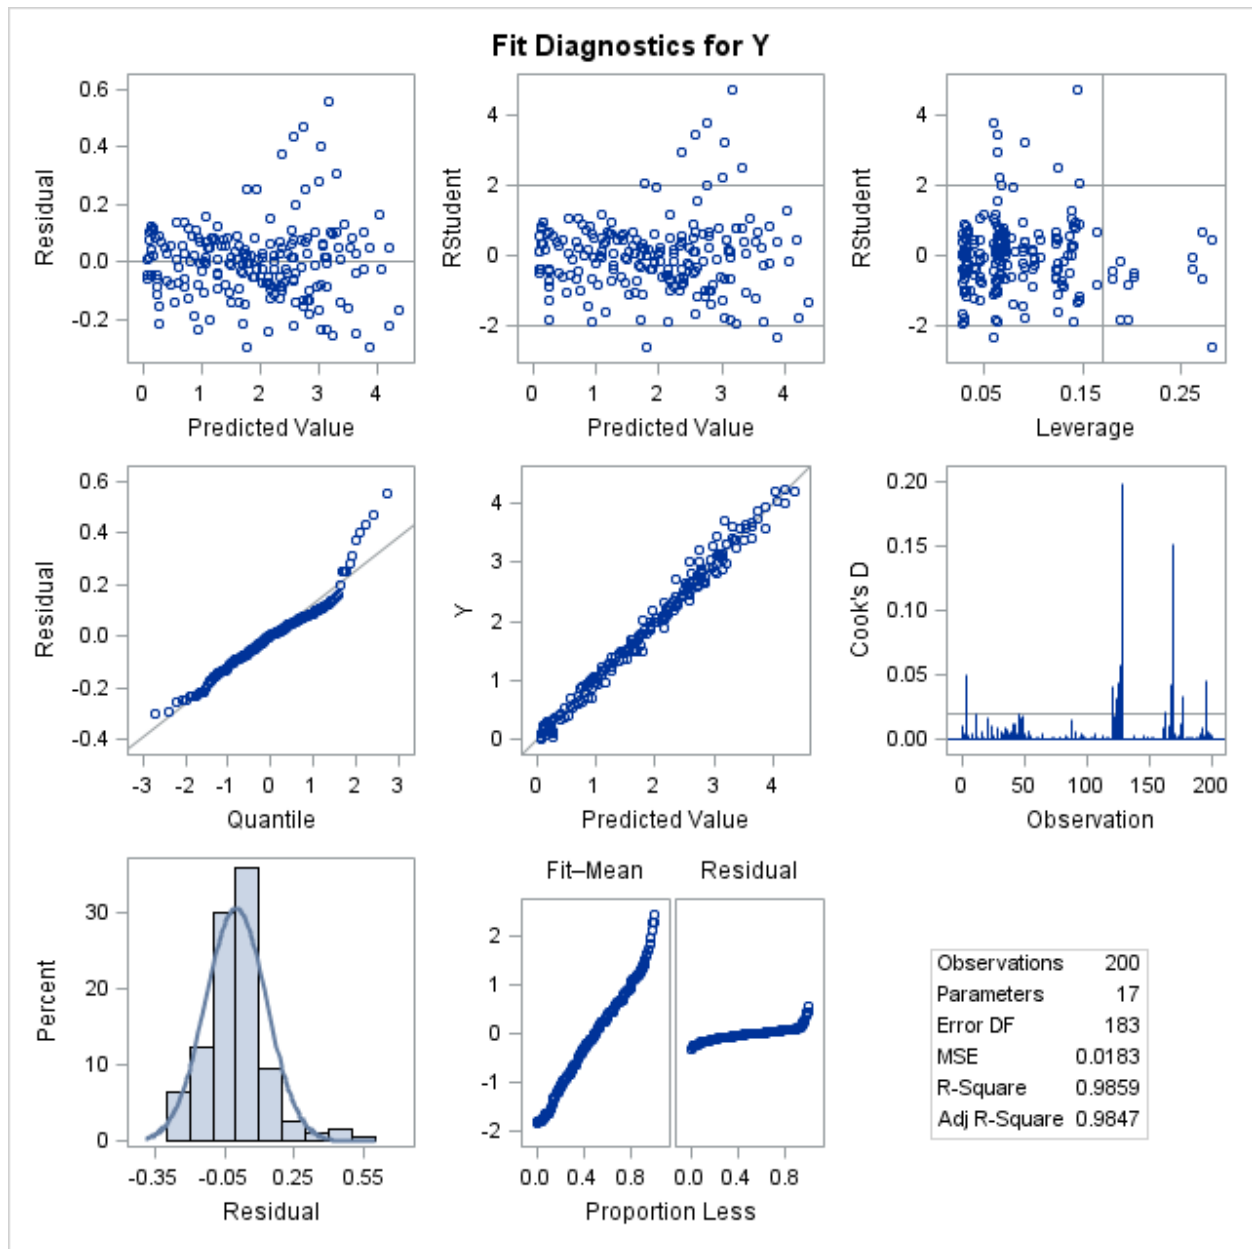 Fit Diagnostics for Y
0.6
0.4
0.2
0.0
-0.2
Residual
0 1 2 3 4
Predicted Value
4
2
0
-2
RStudent
0 1 2 3 4
Predicted Value
4
2
0
-2
RStudent
0.05 0.15 0.25
Leverage
0.6
0.4
0.2
0.0
-0.2
-0.4
Residual
-3 -2 -1 0 1 2 3
Quantile
4
3
2
1
0
Y
0 1 2 3 4
Predicted Value
0.20
0.15
0.10
0.05
0.00
Cook's D
0 50 100 150 200
Observation
30
20
10
0
Percent
-0.35 -0.05 0.25 0.55
Residual
Fit–Mean Residual
2
1
0
-1
-2
0.0 0.4 0.8 0.0 0.4 0.8
Proportion Less
Observations 200
Parameters 17
Error DF 183
MSE 0.0183
R-Square 0.9859
Adj R-Square 0.9847